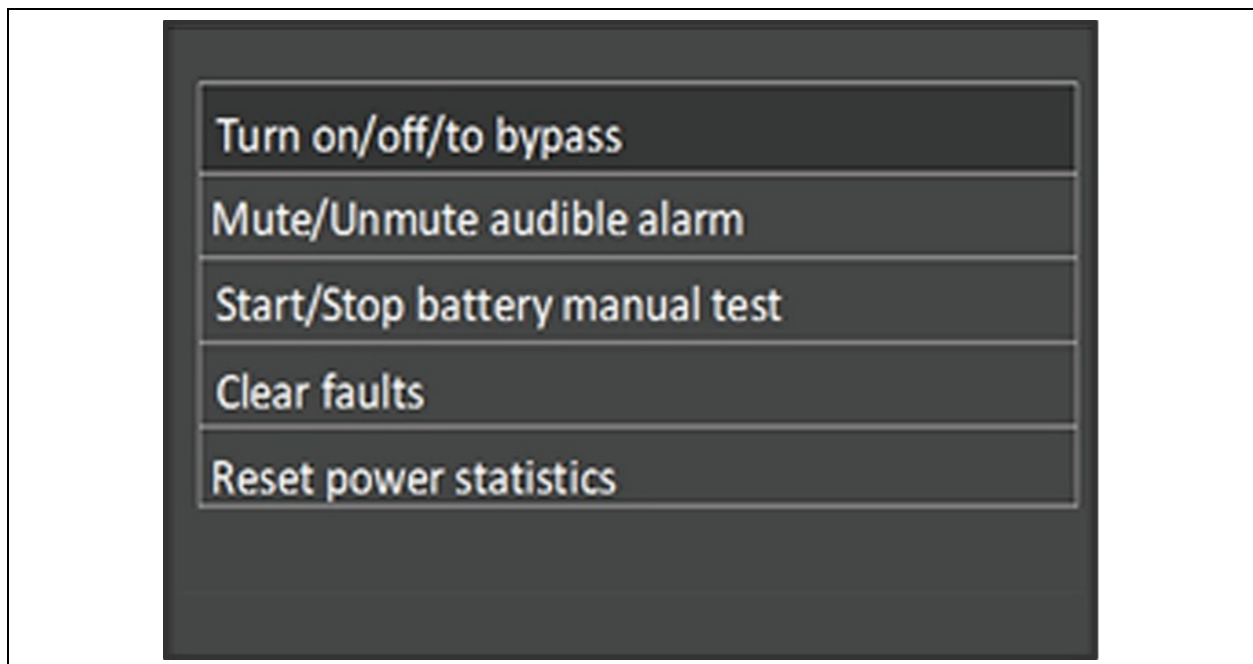 Turn on/off/to bypass
Mute/Unmute audible alarm
Start/Stop battery manual test
Clear faults
Reset power statistics